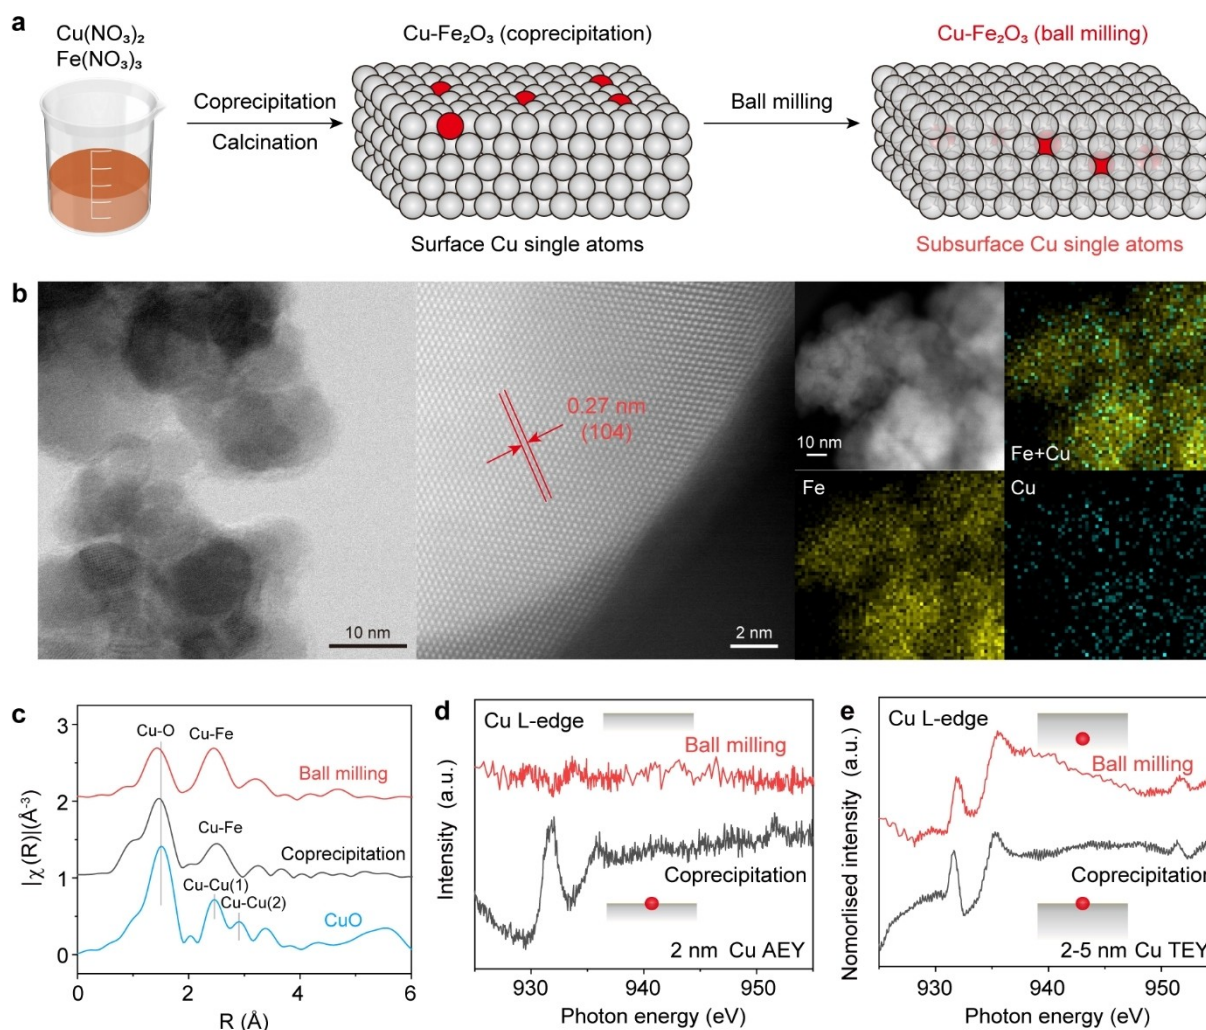 a
Cu(NO₃)₂
Fe(NO₃)₃
Coprecipitation
Calcination
Cu-Fe₂O₃ (coprecipitation)
Surface Cu single atoms
Ball milling
Cu-Fe₂O₃ (ball milling)
Subsurface Cu single atoms
b
10 nm
0.27 nm
(104)
2 nm
10 nm
Fe+Cu
Fe
Cu
c
|χ(R)|(Å⁻³)
3
2
1
0
Cu-O
Cu-Fe
Ball milling
Cu-Fe
Coprecipitation
Cu-Cu(1)
Cu-Cu(2)
CuO
0 2 4 6
R (Å)
d
Intensity (a.u.)
Cu L-edge
Ball milling
Coprecipitation
2 nm Cu AEY
930 940 950
Photon energy (eV)
e
Nomorlised intensity (a.u.)
Cu L-edge
Ball milling
Coprecipitation
2-5 nm Cu TEY
930 940 950
Photon energy (eV)